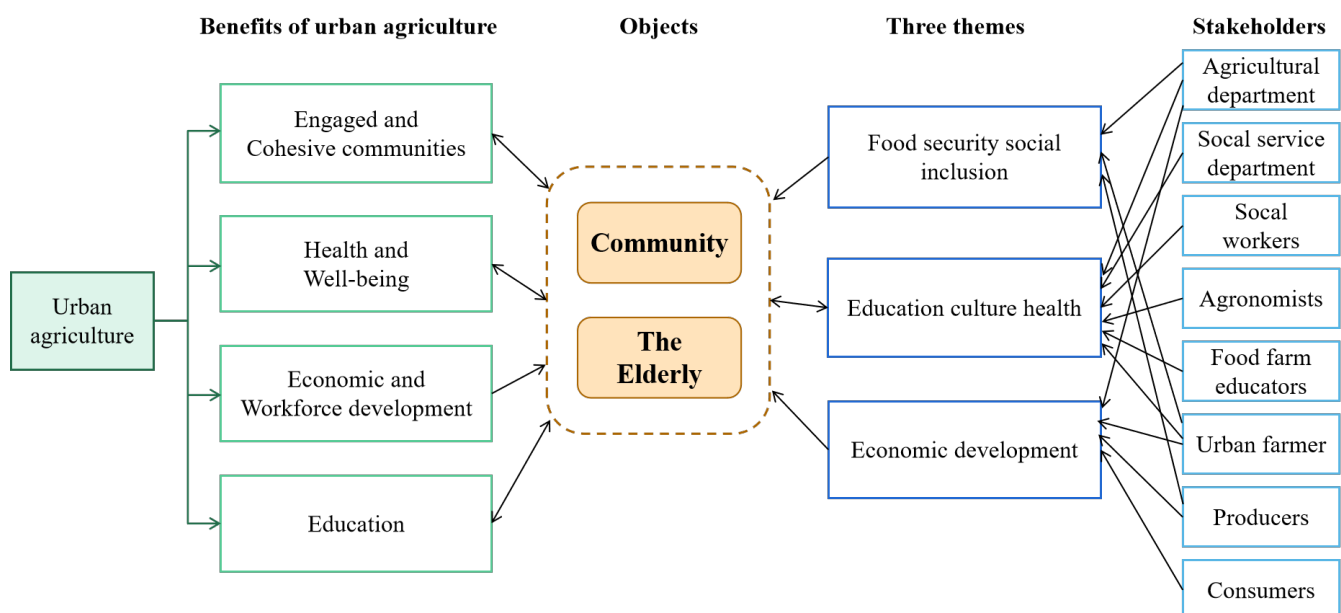 Benefits of urban agriculture
Objects
Three themes
Stakeholders
Urban
agriculture
Engaged and
Cohesive communities
Health and
Well-being
Economic and
Workforce development
Education
Community
The
Elderly
Food security social
inclusion
Education culture health
Economic development
Agricultural
department
Socal service
department
Socal
workers
Agronomists
Food farm
educators
Urban farmer
Producers
Consumers